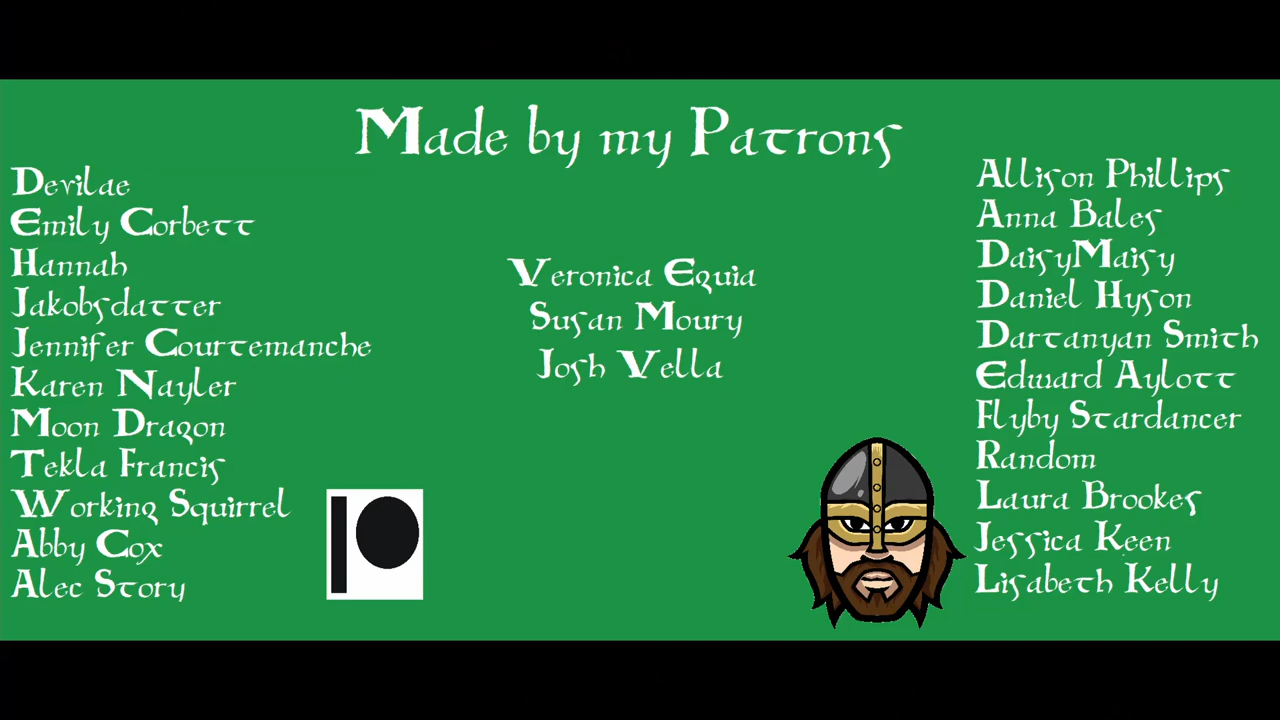 Made by my Patrons
Devilae
Emily Corbett
Hannah
Jakobsdatter
Jennifer Courtemanche
Karen Nayler
Moon Dragon
Tekla Francis
Working Squirrel
Abby Cox
Alec Story
Veronica Eguia
Susan Moury
Josh Vella
Allison Phillips
Anna Bales
DaisyMaisy
Daniel Hyson
Dartanyan Smith
Edward Aylott
Flyby Stardancer
Random
Laura Brookes
Jessica Keen
Lisabeth Kelly